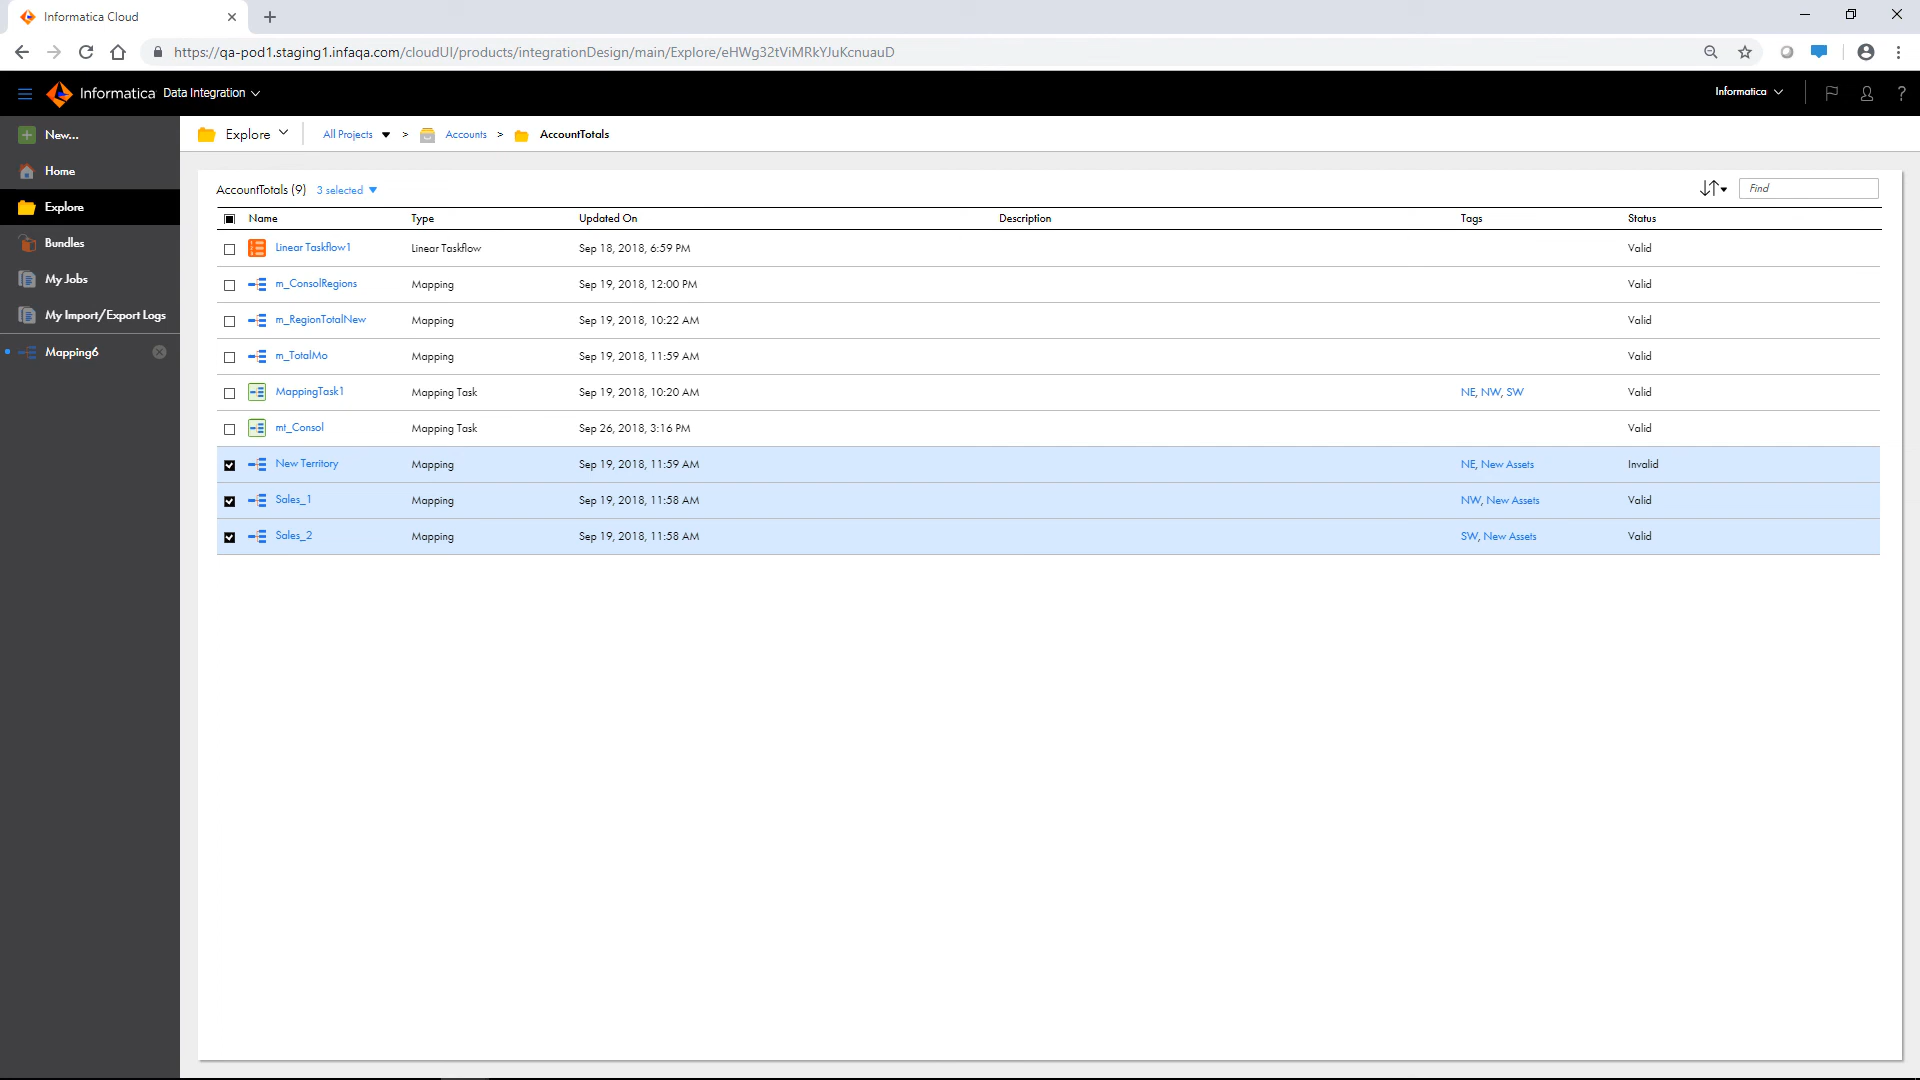 Informatica Cloud
https://qa-pod1.staging1.infaqa.com/cloudUI/products/integrationDesign/main/Explore/eHWg32tViMRkYJuKcnuauD
Informatica Data Integration
Informatica
?
New...
Home
Explore
Bundles
My Jobs
My Import/Export Logs
Mapping6
Explore All Projects > Accounts > AccountTotals
AccountTotals (9) 3 selected Find
Name Type Updated On Description Tags Status
Linear Taskflow1 Linear Taskflow Sep 18, 2018, 6:59 PM Valid
m_ConsolRegions Mapping Sep 19, 2018, 12:00 PM Valid
m_RegionTotalNew Mapping Sep 19, 2018, 10:22 AM Valid
m_TotalMo Mapping Sep 19, 2018, 11:59 AM Valid
MappingTask1 Mapping Task Sep 19, 2018, 10:20 AM NE, NW, SW Valid
mt_Consol Mapping Task Sep 26, 2018, 3:16 PM Valid
New Territory Mapping Sep 19, 2018, 11:59 AM NE, New Assets Invalid
Sales_1 Mapping Sep 19, 2018, 11:58 AM NW, New Assets Valid
Sales_2 Mapping Sep 19, 2018, 11:58 AM SW, New Assets Valid